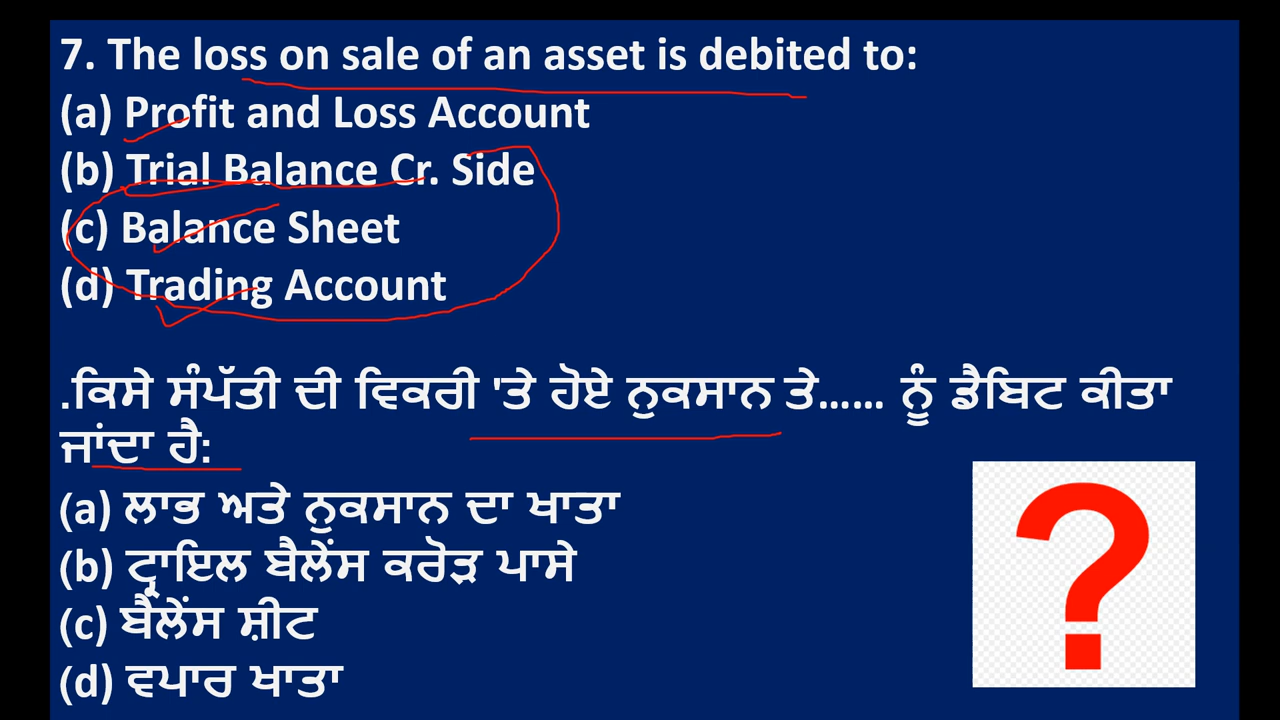 7. The loss on sale of an asset is debited to:
(a) Profit and Loss Account
(b) Trial Balance Cr. Side
(c) Balance Sheet
(d) Trading Account
.ਕਿਸੇ ਸੰਪੱਤੀ ਦੀ ਵਿਕਰੀ 'ਤੇ ਹੋਏ ਨੁਕਸਾਨ ਤੇ...... ਨੂੰ ਡੈਬਿਟ ਕੀਤਾ
ਜਾਂਦਾ ਹੈ:
(a) ਲਾਭ ਅਤੇ ਨੁਕਸਾਨ ਦਾ ਖਾਤਾ
(b) ਟ੍ਰਾਇਲ ਬੈਲੇਂਸ ਕਰੋੜ ਪਾਸੇ
(c) ਬੈਲੇਂਸ ਸ਼ੀਟ
(d) ਵਪਾਰ ਖਾਤਾ
?